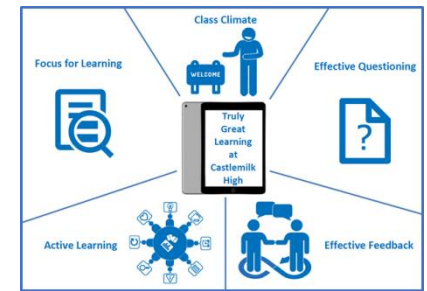 Class Climate
Focus for Learning
Effective Questioning
WELCOME
Truly
Great
Learning
at
Castlemilk
High
?
Active Learning
Effective Feedback